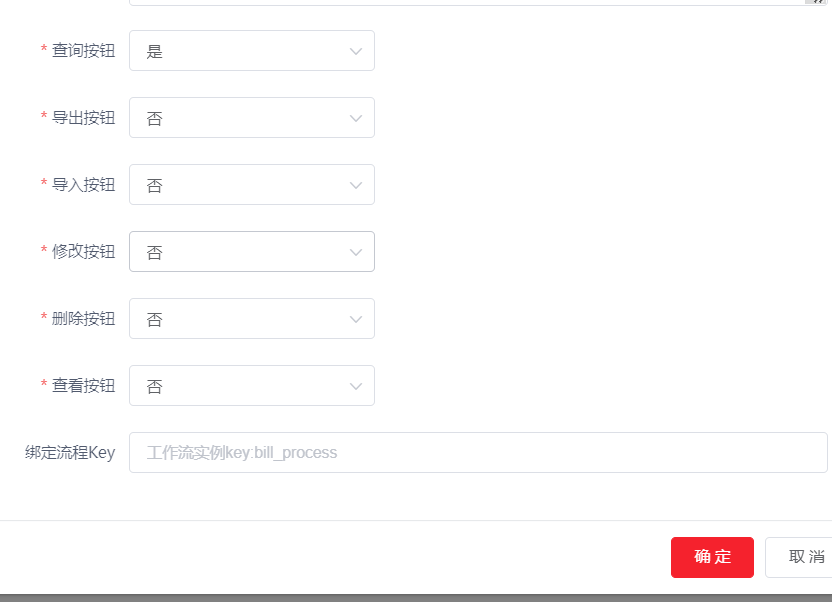 * 查询按钮 是
* 导出按钮 否
* 导入按钮 否
* 修改按钮 否
* 删除按钮 否
* 查看按钮 否
绑定流程Key 工作流实例key:bill_process
确定 取消